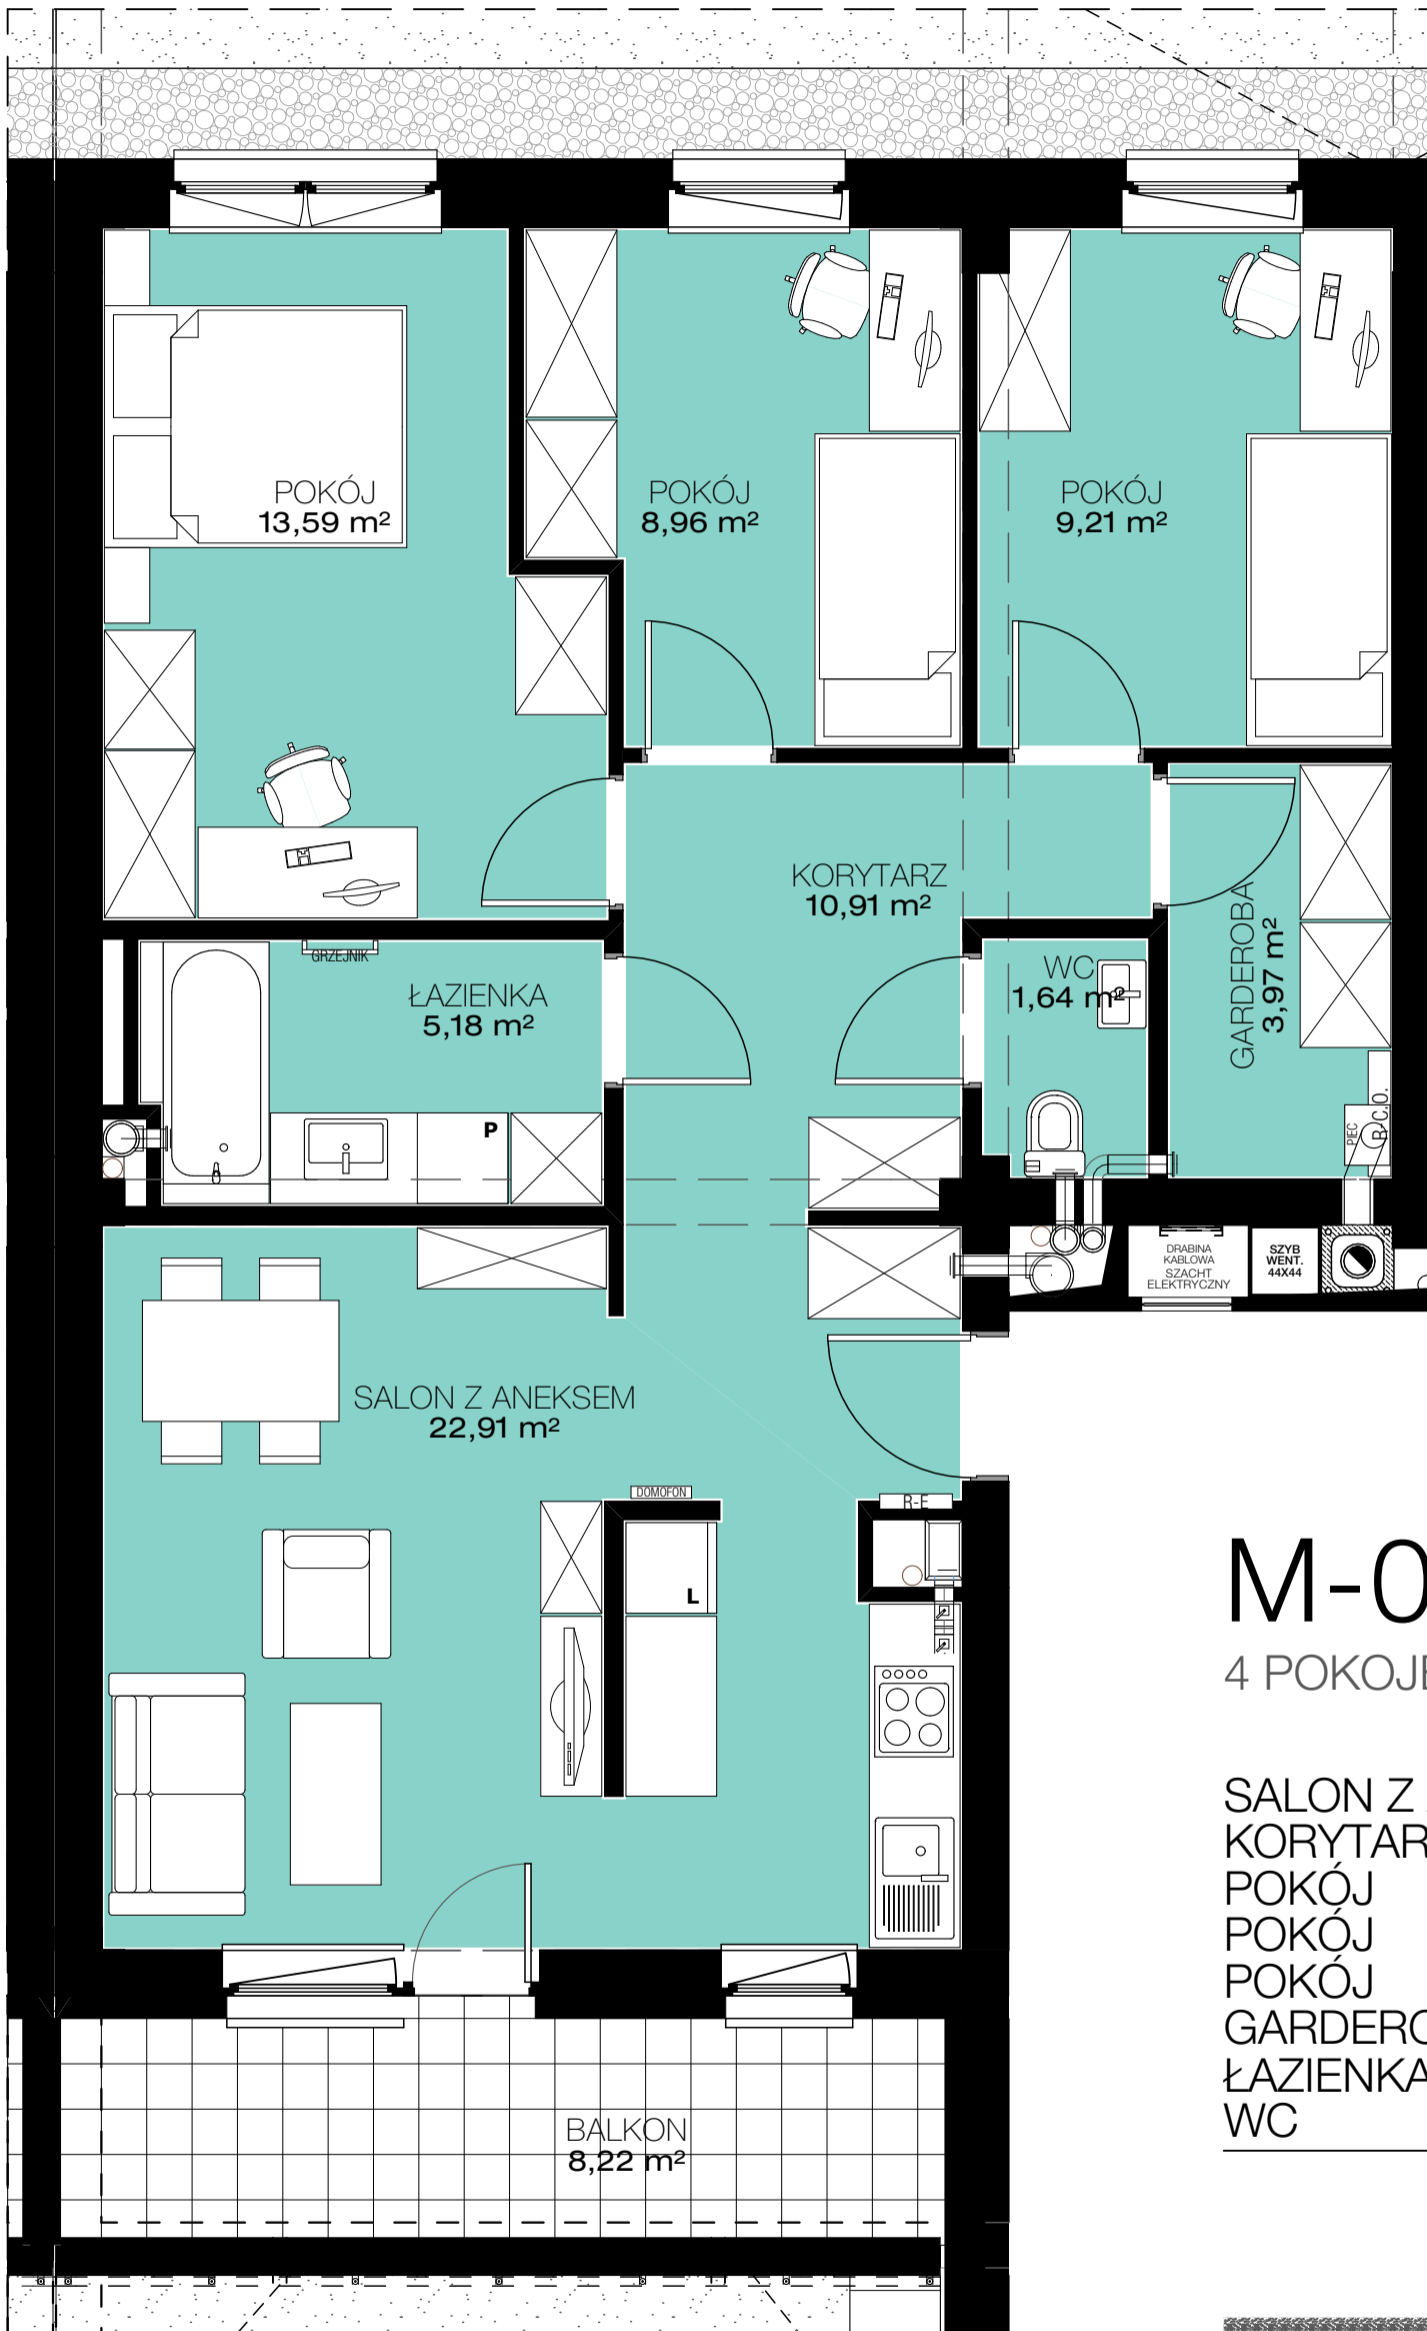 POKÓJ
13,59 m²
POKÓJ
8,96 m²
POKÓJ
9,21 m²
KORYTARZ
10,91 m²
GRZEJNIK
ŁAZIENKA
5,18 m²
P
WC
1,64 m²
GARDEROBA
3,97 m²
PIEC
R-C.O.
DRABINA
KABLOWA
SZACHT
ELEKTRYCZNY
SZYB
WENT.
44X44
SALON Z ANEKSEM
22,91 m²
DOMOFON
R-E
L
BALKON
8,22 m²
M-0
4 POKOJE
SALON Z
KORYTAR
POKÓJ
POKÓJ
POKÓJ
GARDERO
ŁAZIENKA
WC